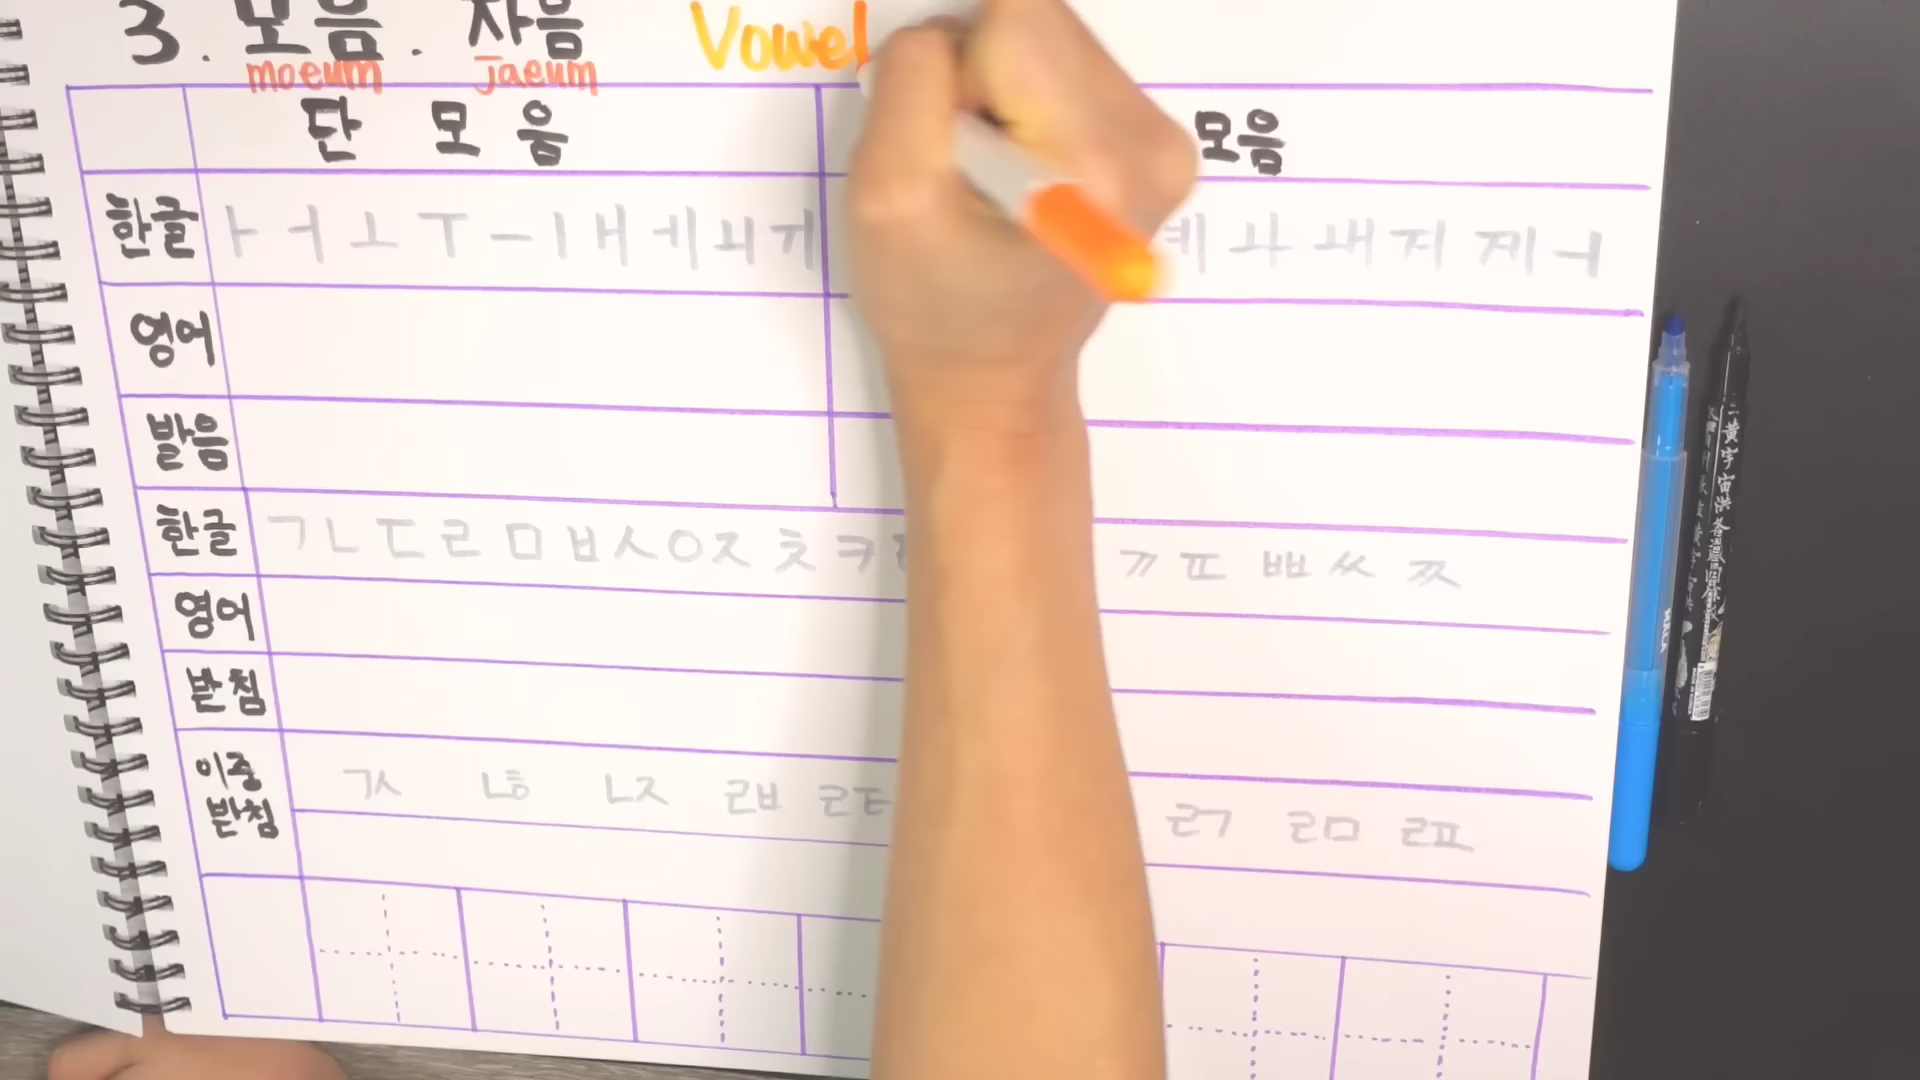 3. 모음. 자음 Vowel
moeum jaeum
단 모 음 모음
한글 ㅏ ㅓ ㅗ ㅜ ㅡ ㅣ ㅐ ㅔ ㅚ ㅟ ㅖ ㅘ ㅙ ㅝ ㅞ ㅢ
영어
발음
한글 ㄱ ㄴ ㄷ ㄹ ㅁ ㅂ ㅅ ㅇ ㅈ ㅊ ㅋ ㄲ ㄸ ㅃ ㅆ ㅉ
영어
받침
이중 받침 ㄳ ㄶ ㄵ ㄼ ㄾ ㄺ ㄻ ㄿ